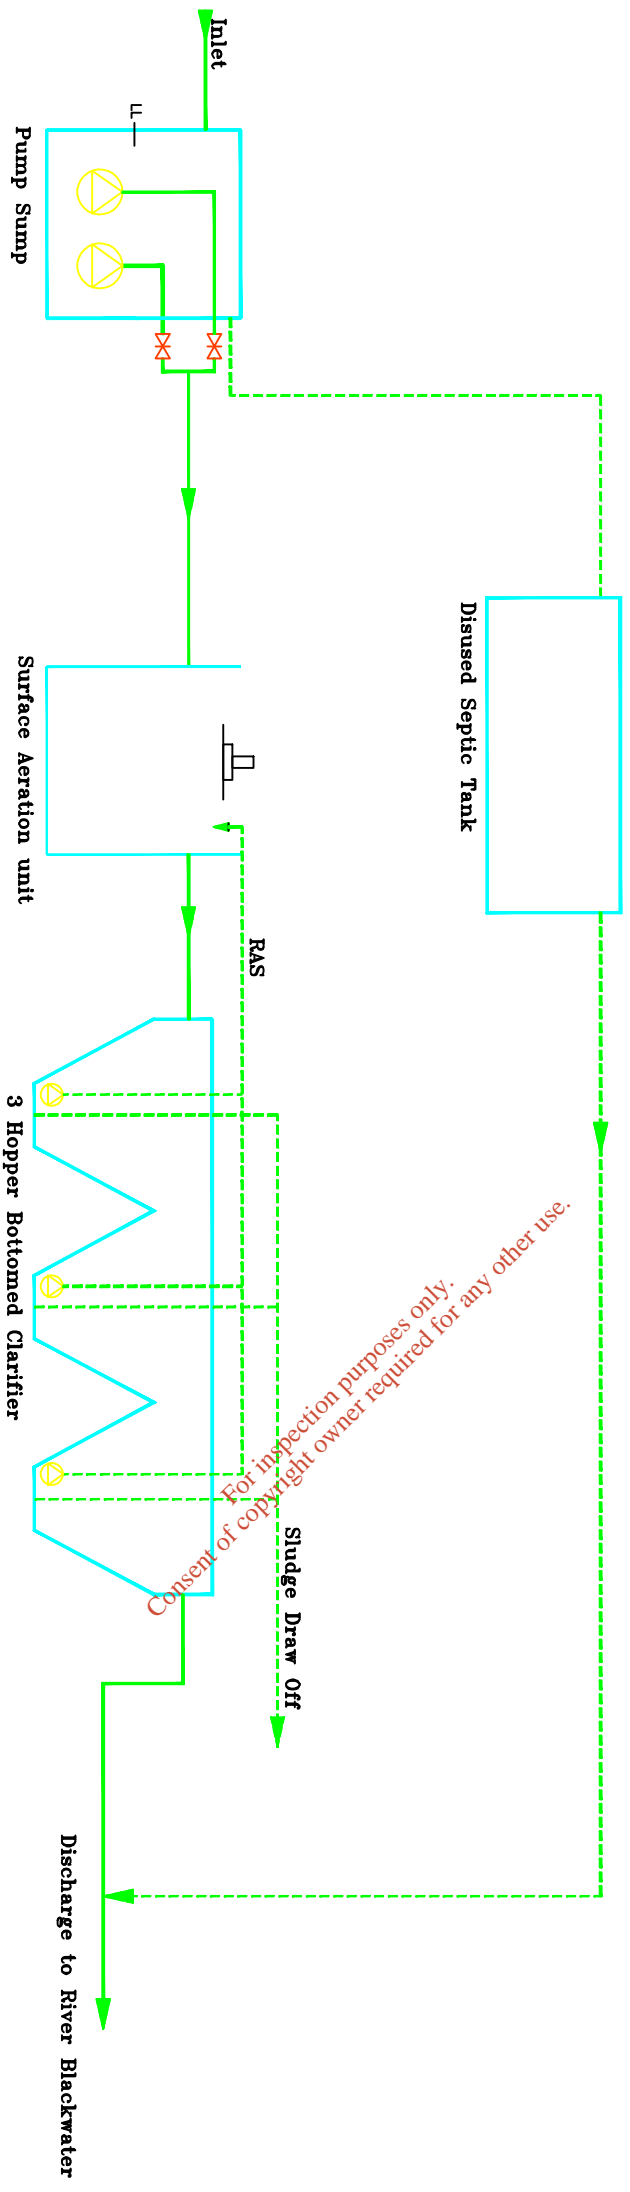 Inlet
LL
Pump Sump
Disused Septic Tank
Surface Aeration unit
RAS
3 Hopper Bottomed Clarifier
Sludge Draw Off
Discharge to River Blackwater
For inspection purposes only.
Consent of copyright owner required for any other use.